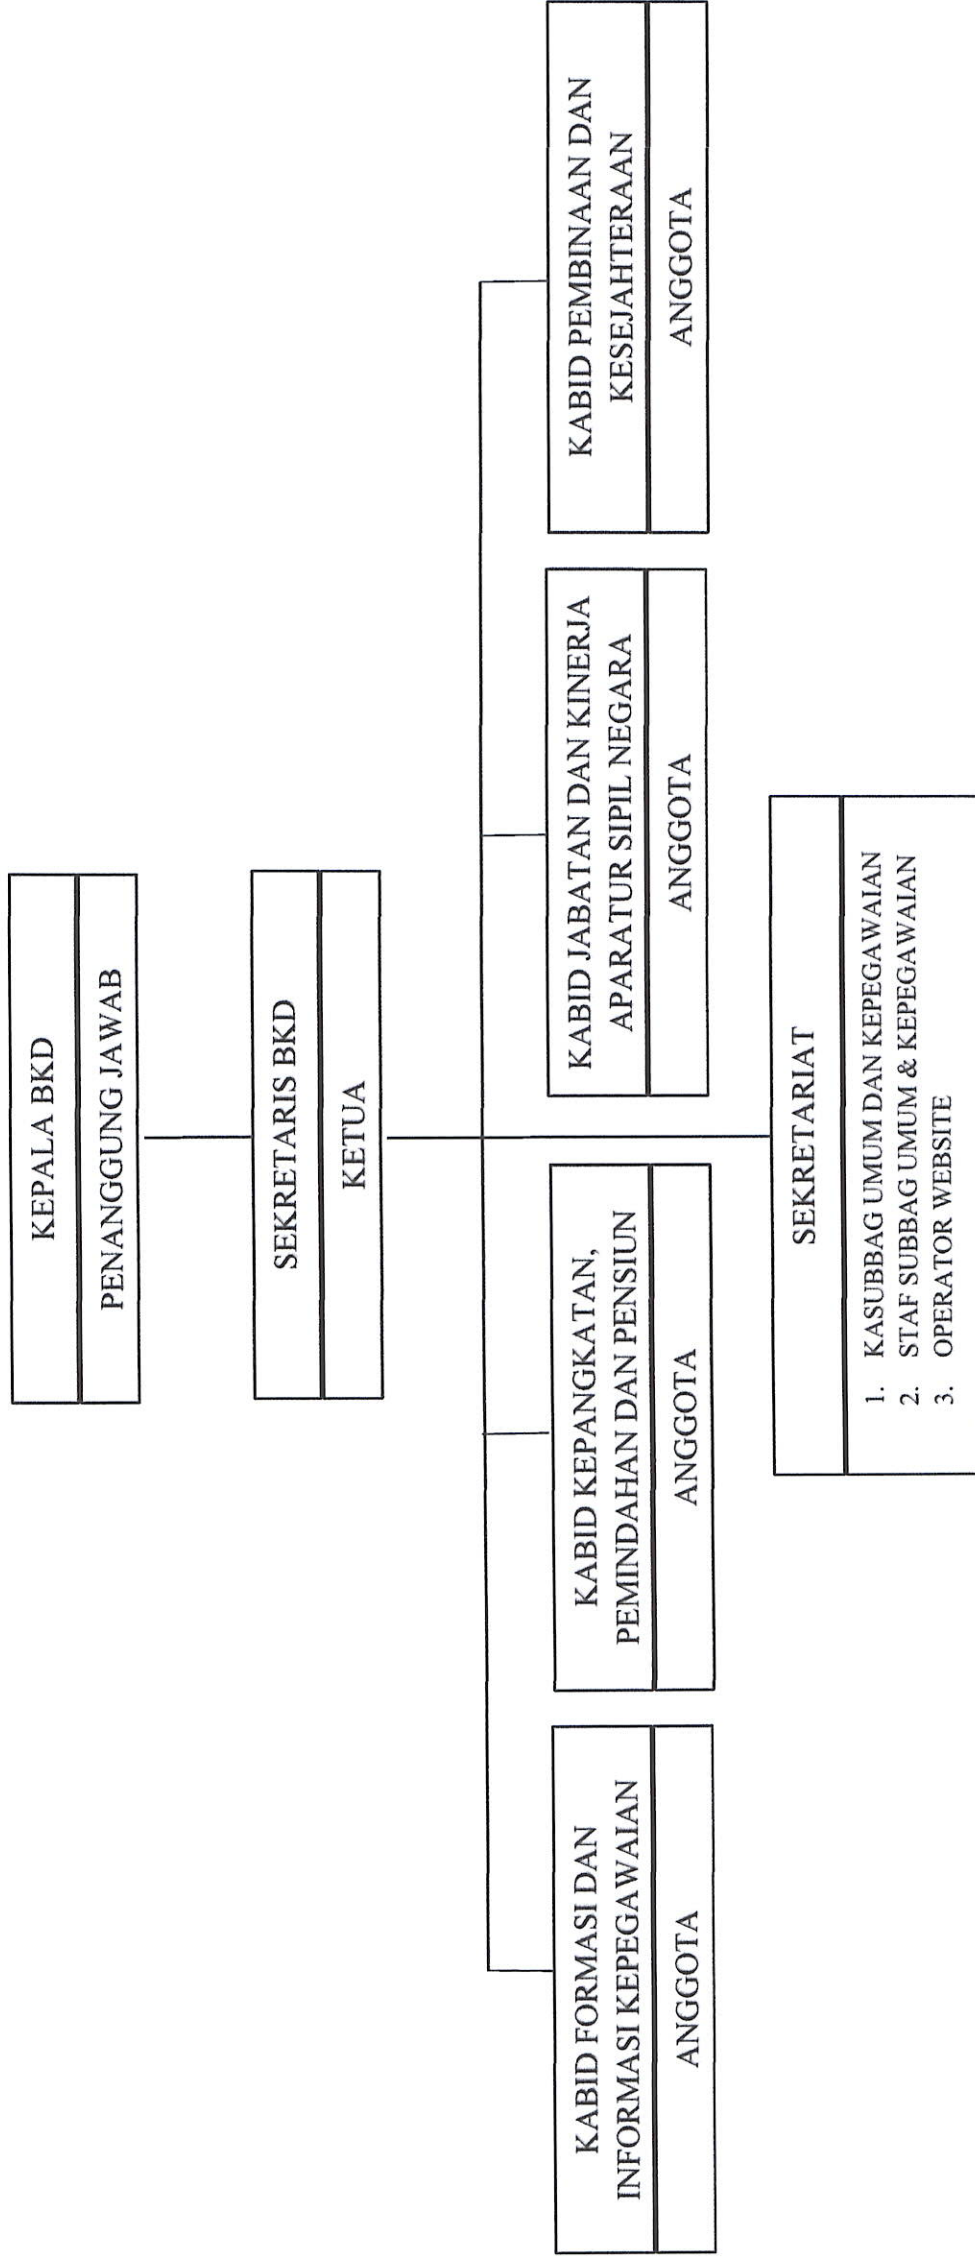 KEPALA BKD
PENANGGUNG JAWAB
SEKRETARIS BKD
KETUA
KABID FORMASI DAN
INFORMASI KEPEGAWAIAN
ANGGOTA
KABID KEPANGKATAN,
PEMINDAHAN DAN PENSIUN
ANGGOTA
KABID JABATAN DAN KINERJA
APARATUR SIPIL NEGARA
ANGGOTA
KABID PEMBINAAN DAN
KESEJAHTERAAN
ANGGOTA
SEKRETARIAT
1. KASUBBAG UMUM DAN KEPEGAWAIAN
2. STAF SUBBAG UMUM & KEPEGAWAIAN
3. OPERATOR WEBSITE